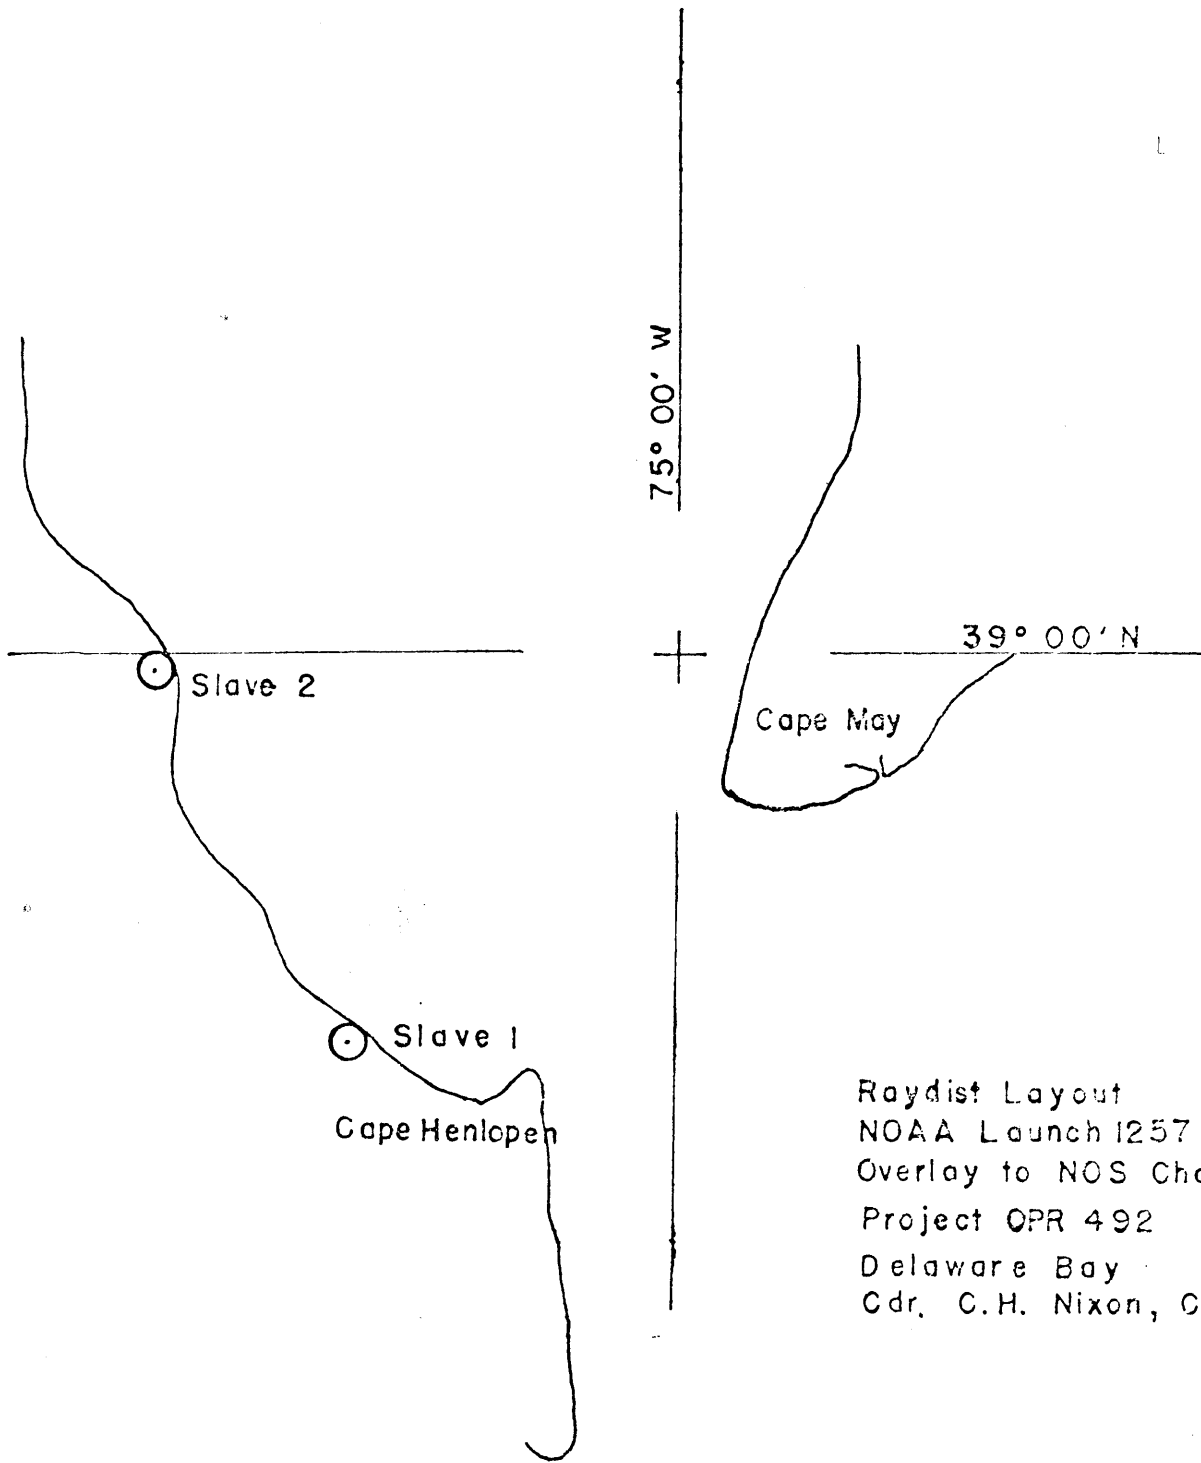 75° 00' W
39° 00' N
Slave 2
Cape May
Slave 1
Cape Henlopen
Raydist Layout
NOAA Launch 1257
Overlay to NOS
Project OPR 492
Delaware Bay
Cdr. C.H. Nixon,